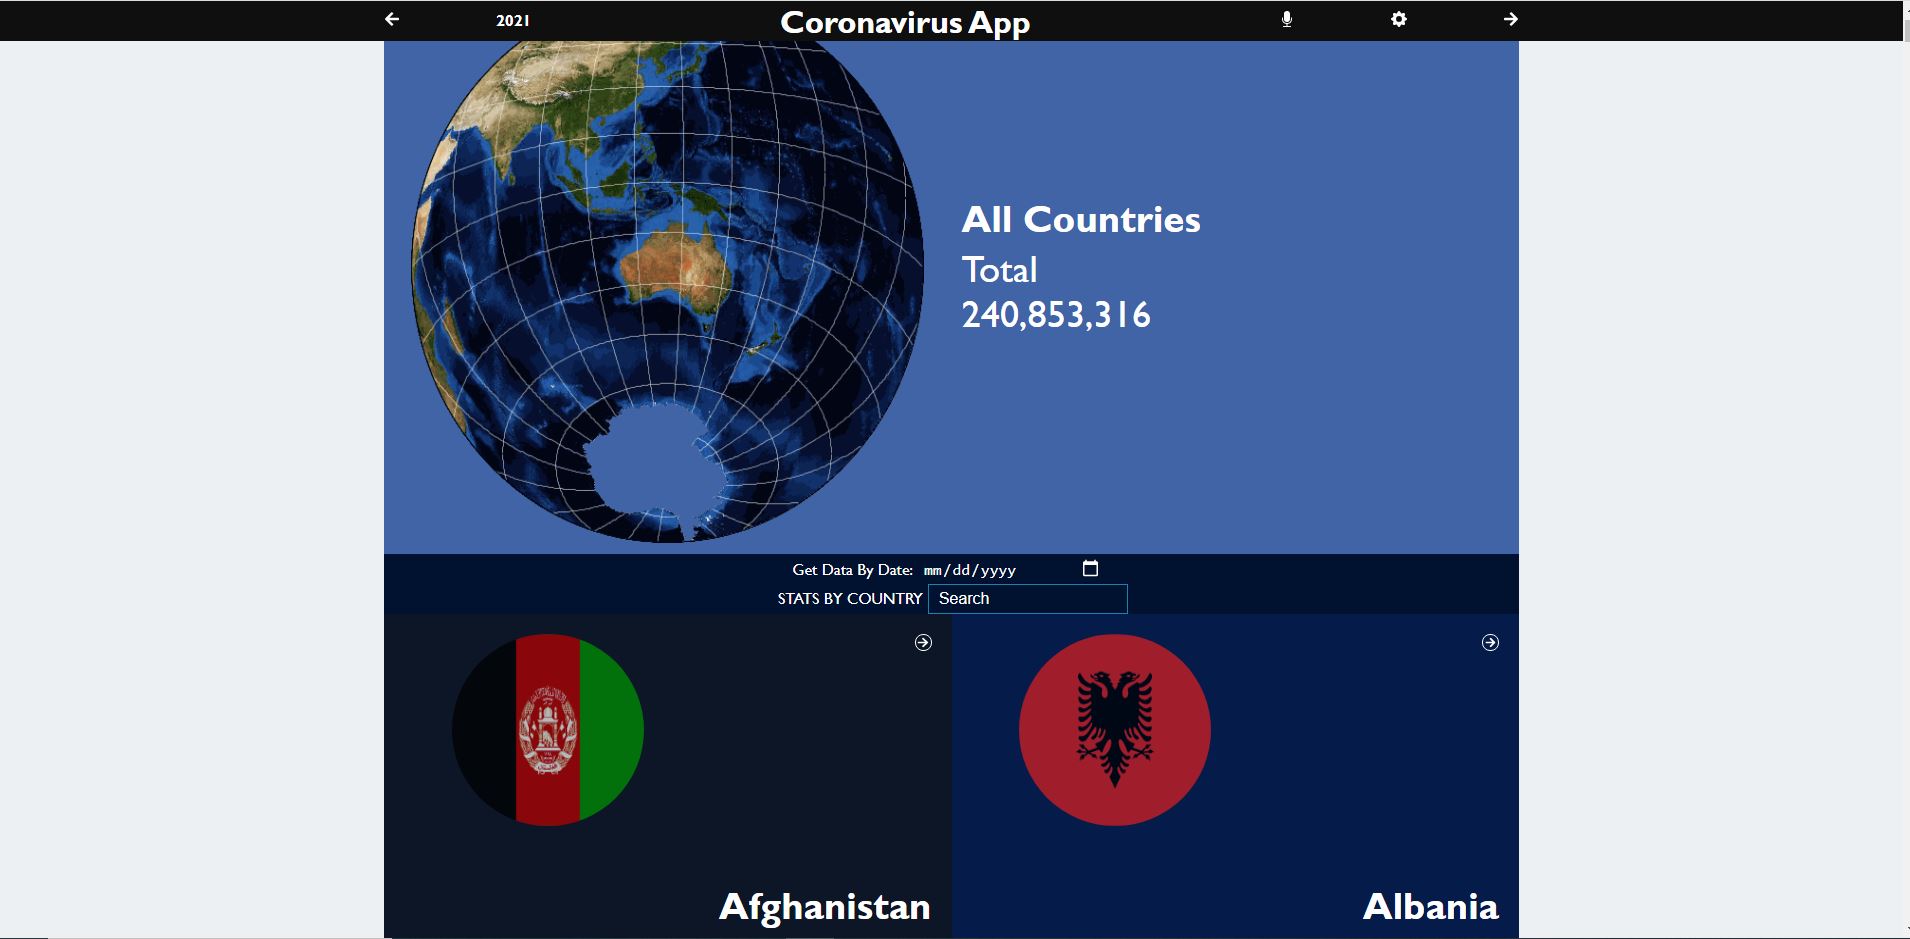 2021
Coronavirus App
All Countries
Total
240,853,316
Get Data By Date: mm/dd/yyyy
STATS BY COUNTRY Search
Afghanistan
Albania